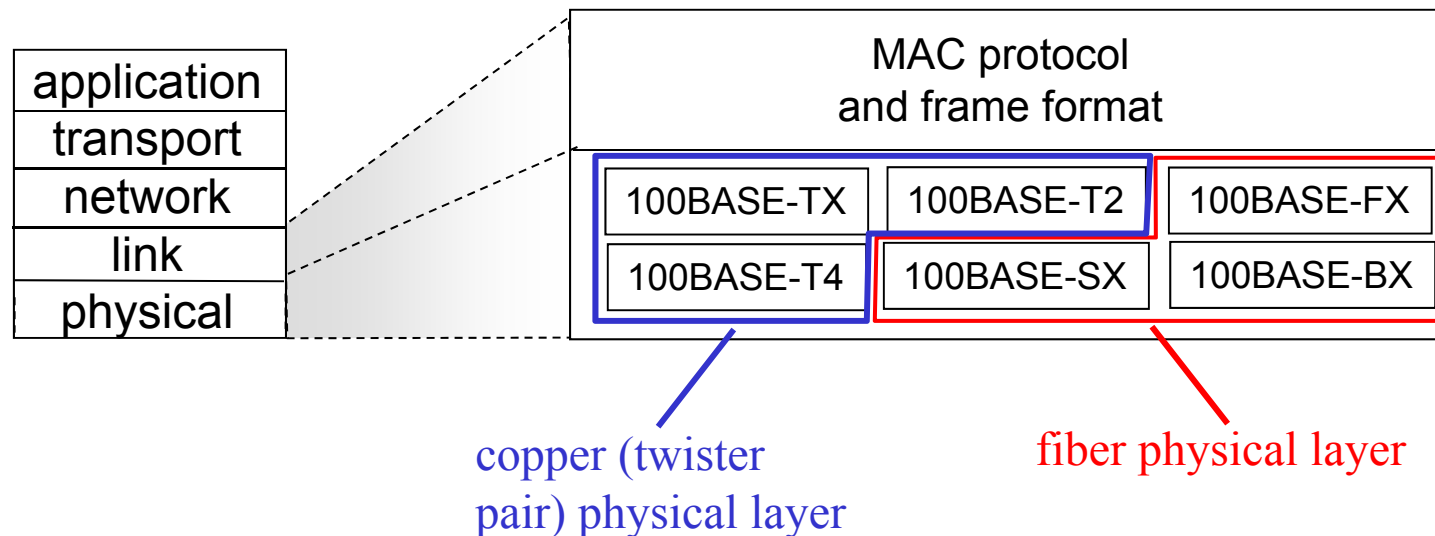 application
transport
network
link
physical
MAC protocol
and frame format
100BASE-TX
100BASE-T2
100BASE-FX
100BASE-T4
100BASE-SX
100BASE-BX
copper (twister
pair) physical layer
fiber physical layer